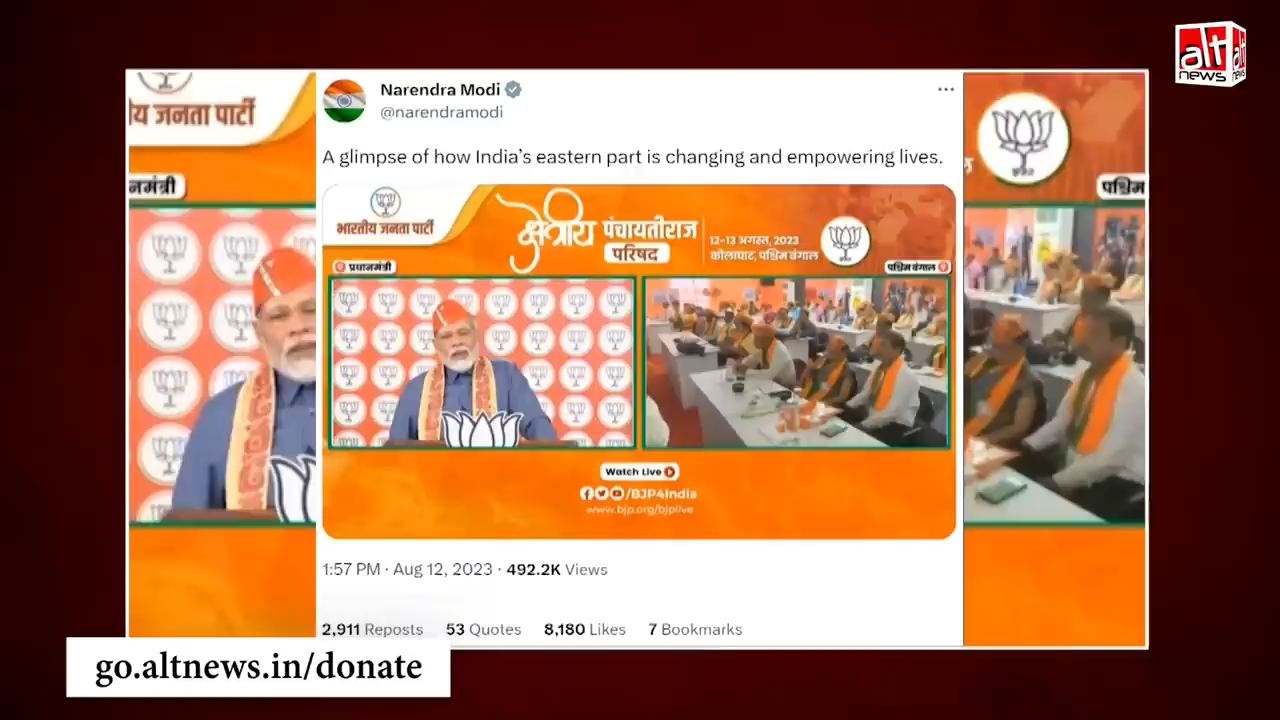 alt news
Narendra Modi
@narendramodi
A glimpse of how India's eastern part is changing and empowering lives.
भारतीय जनता पार्टी
क्षेत्रीय पंचायतीराज
परिषद
12-13 अगस्त, 2023
कोलाघाट, पश्चिम बंगाल
प्रधानमंत्री
पश्चिम बंगाल
Watch Live
/BJP4India
www.bjp.org/bjplive
1:57 PM · Aug 12, 2023 · 492.2K Views
2,911 Reposts 53 Quotes 8,180 Likes 7 Bookmarks
ीय जनता पार्टी
नमंत्री
पश्चिम
go.altnews.in/donate